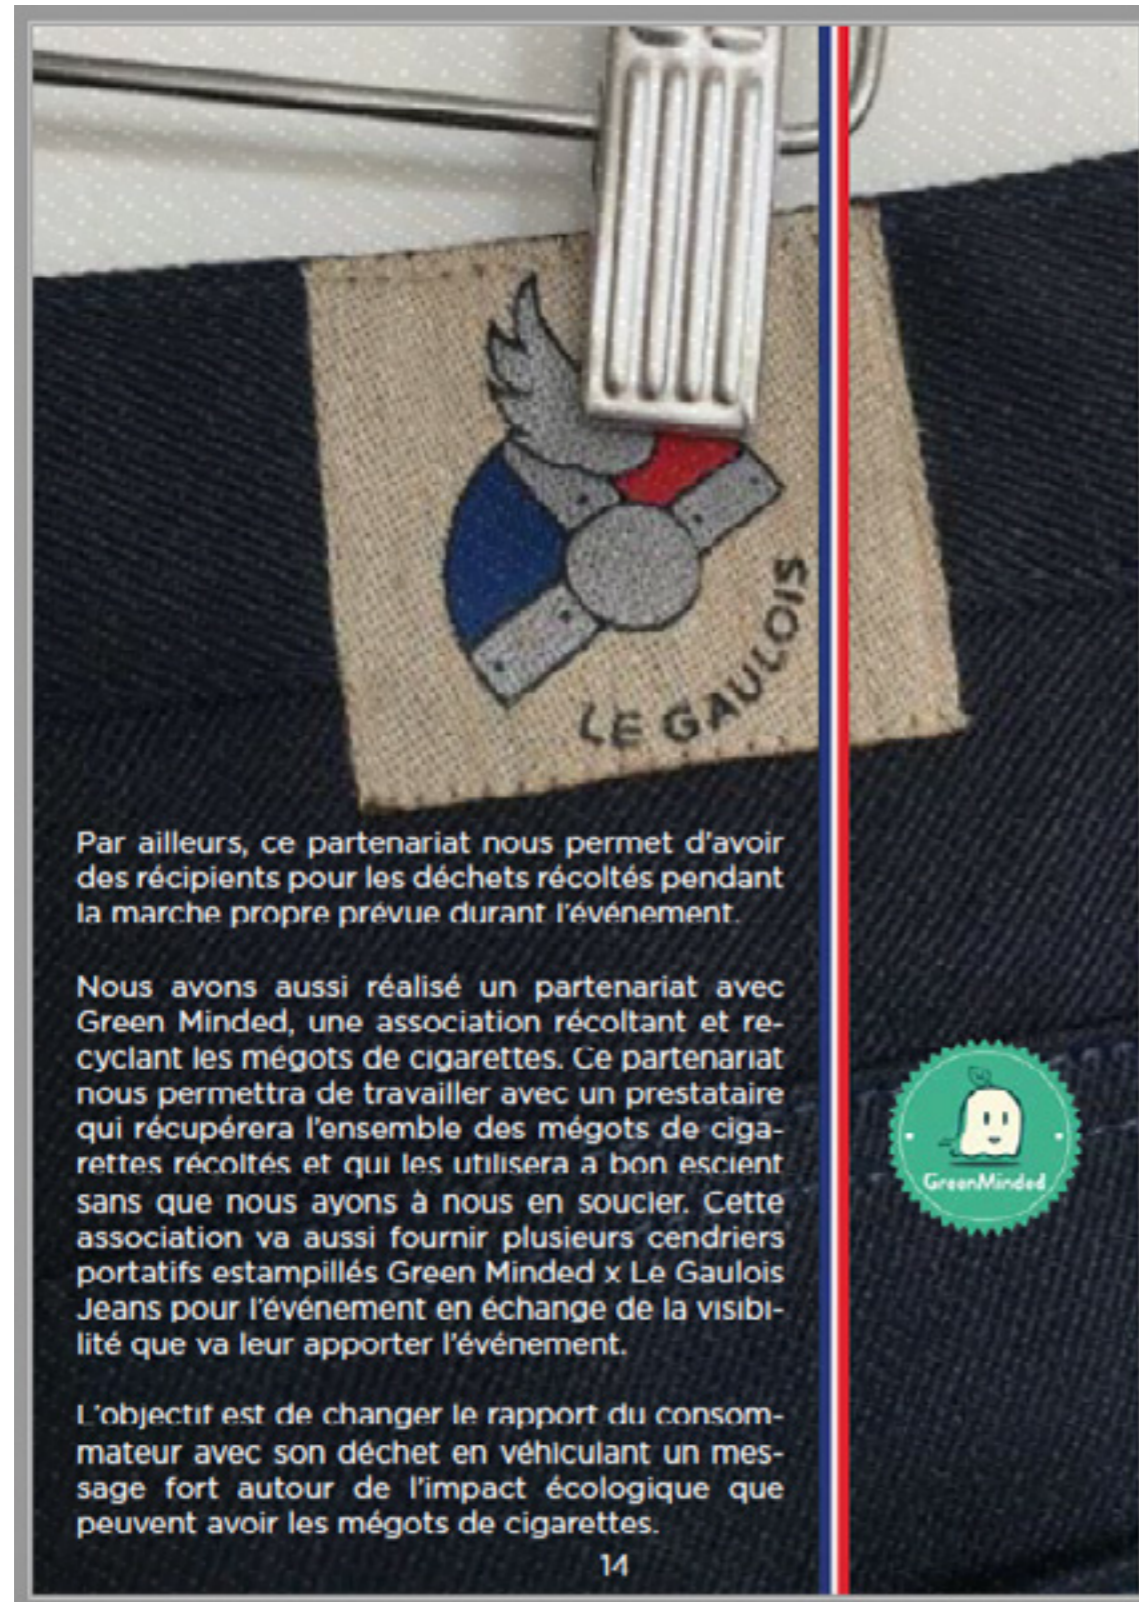 LE GAULOIS
Par ailleurs, ce partenariat nous permet d'avoir
des récipients pour les déchets récoltés pendant
la marche propre prévue durant l'événement.
Nous avons aussi réalisé un partenariat avec
Green Minded, une association récoltant et re-
cyclant les mégots de cigarettes. Ce partenariat
nous permettra de travailler avec un prestataire
qui récupérera l'ensemble des mégots de ciga-
rettes récoltés et qui les utilisera à bon escient
sans que nous ayons à nous en soucier. Cette
association va aussi fournir plusieurs cendriers
portatifs estampillés Green Minded x Le Gaulois
Jeans pour l'événement en échange de la visibi-
lité que va leur apporter l'événement.
GreenMinded
L'objectif est de changer le rapport du consom-
mateur avec son déchet en véhiculant un mes-
sage fort autour de l'impact écologique que
peuvent avoir les mégots de cigarettes.
14